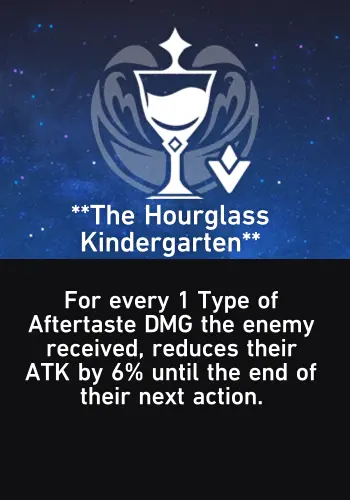 **The Hourglass
Kindergarten**
For every 1 Type of
Aftertaste DMG the enemy
received, reduces their
ATK by 6% until the end of
their next action.